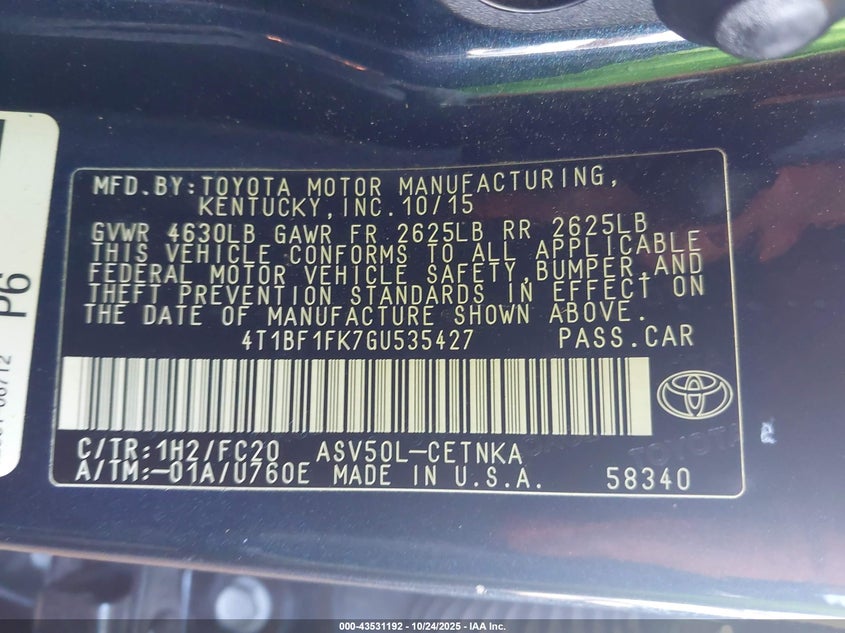 MFD.BY:TOYOTA MOTOR MANUFACTURING,
KENTUCKY,INC.10/15
GVWR 4630LB GAWR FR 2625LB RR 2625LB
THIS VEHICLE CONFORMS TO ALL APPLICABLE
FEDERAL MOTOR VEHICLE SAFETY,BUMPER,AND
THEFT PREVENTION STANDARDS IN EFFECT ON
THE DATE OF MANUFACTURE SHOWN ABOVE.
4T1BF1FK7GU535427 PASS.CAR
C/TR:1H2/FC20 ASV50L-CETNKA
A/TM:-01A/U760E MADE IN U.S.A. 58340
TOYOTA
P6
000-43531192 - 10/24/2025 - IAA Inc.